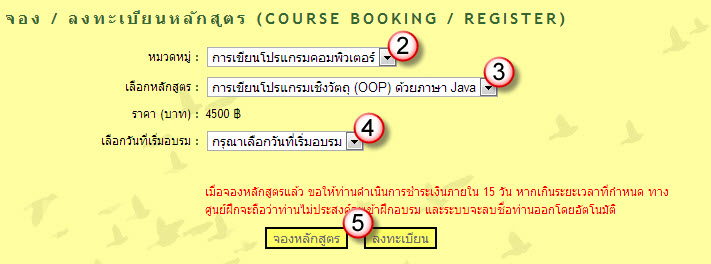 จอง / ลงทะเบียนหลักสูตร (COURSE BOOKING / REGISTER)
หมวดหมู่ : การเขียนโปรแกรมคอมพิวเตอร์ 2
เลือกหลักสูตร : การเขียนโปรแกรมเชิงวัตถุ (OOP) ด้วยภาษา Java 3
ราคา (บาท) : 4500 ฿
เลือกวันที่เริ่มอบรม : กรุณาเลือกวันที่เริ่มอบรม 4
เมื่อจองหลักสูตรแล้ว ขอให้ท่านดำเนินการชำระเงินภายใน 15 วัน หากเกินระยะเวลาที่กำหนด ทาง
ศูนย์ฝึกจะถือว่าท่านไม่ประสงค์ เข้าฝึกอบรม และระบบจะลบชื่อท่านออกโดยอัตโนมัติ
5
จองหลักสูตร ลงทะเบียน